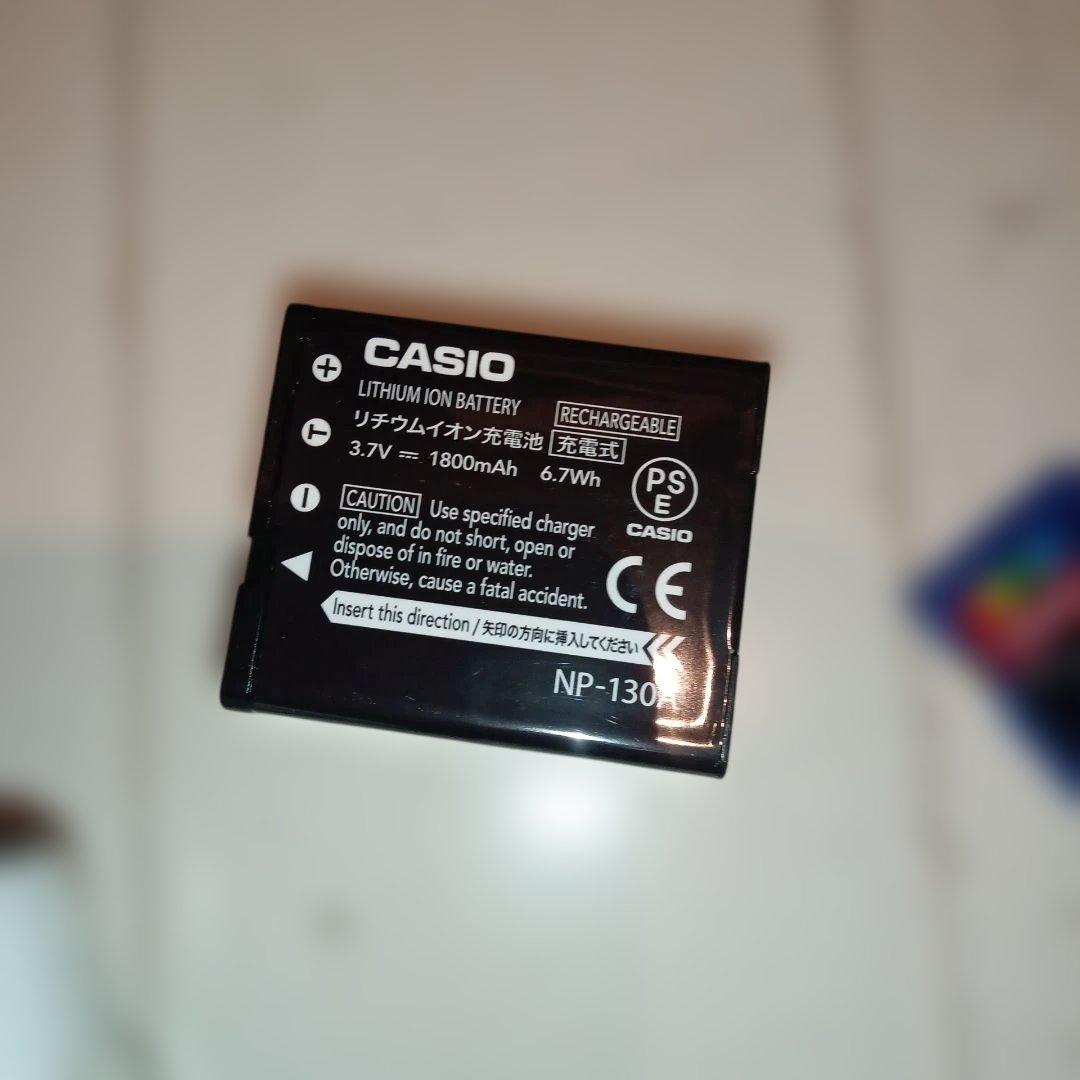 CASIO
LITHIUM ION BATTERY
RECHARGEABLE
リチウムイオン充電池 充電式
3.7V ⎓ 1800mAh 6.7Wh
+
T
−
PS
E
CASIO
CAUTION Use specified charger
only, and do not short, open or
dispose of in fire or water.
Otherwise, cause a fatal accident.
CE
Insert this direction / 矢印の方向に挿入してください
NP-130A